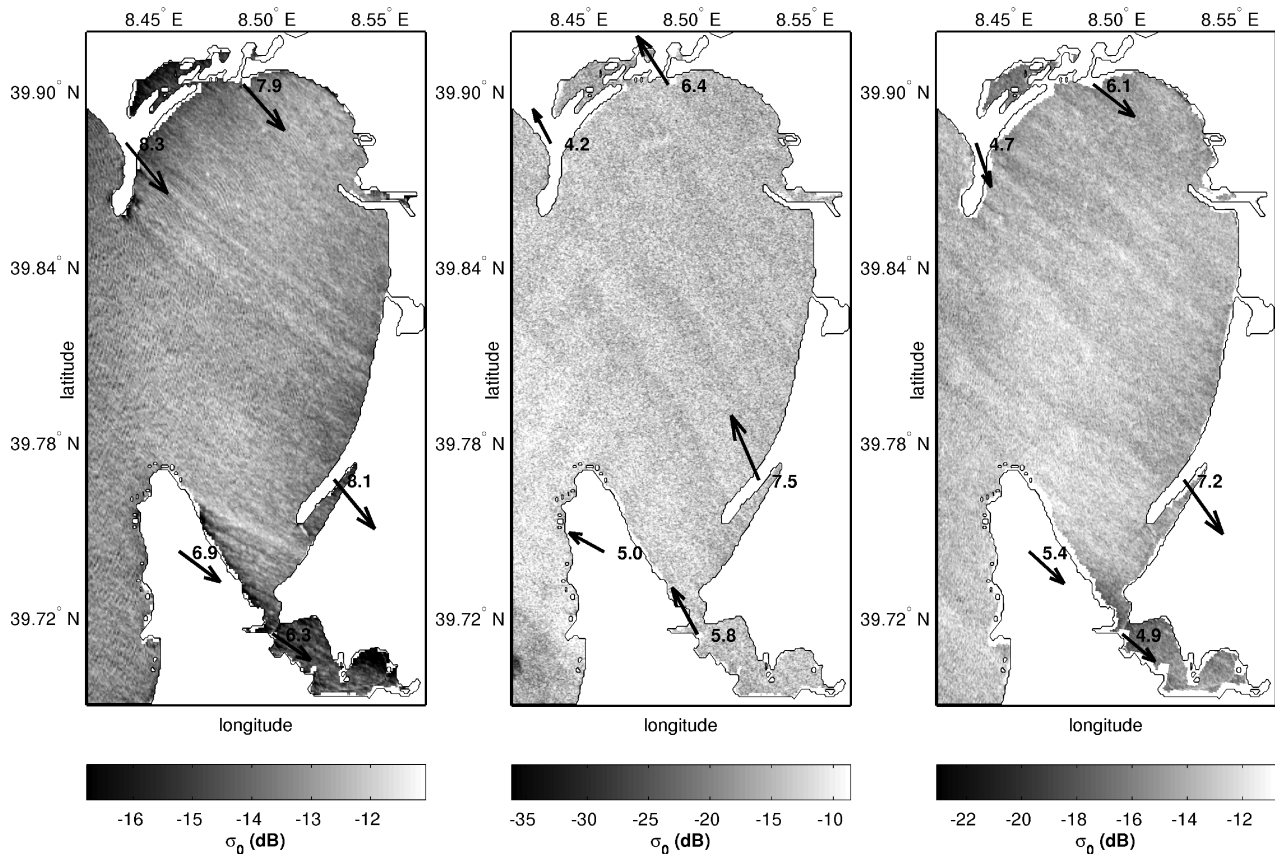 8.45° E 8.50° E 8.55° E
39.90° N
39.84° N
39.78° N
39.72° N
latitude
7.9
8.3
8.1
6.9
6.3
longitude
-16 -15 -14 -13 -12
σ0 (dB)
8.45° E 8.50° E 8.55° E
39.90° N
39.84° N
39.78° N
39.72° N
latitude
6.4
4.2
7.5
5.0
5.8
longitude
-35 -30 -25 -20 -15 -10
σ0 (dB)
8.45° E 8.50° E 8.55° E
39.90° N
39.84° N
39.78° N
39.72° N
latitude
6.1
4.7
7.2
5.4
4.9
longitude
-22 -20 -18 -16 -14 -12
σ0 (dB)